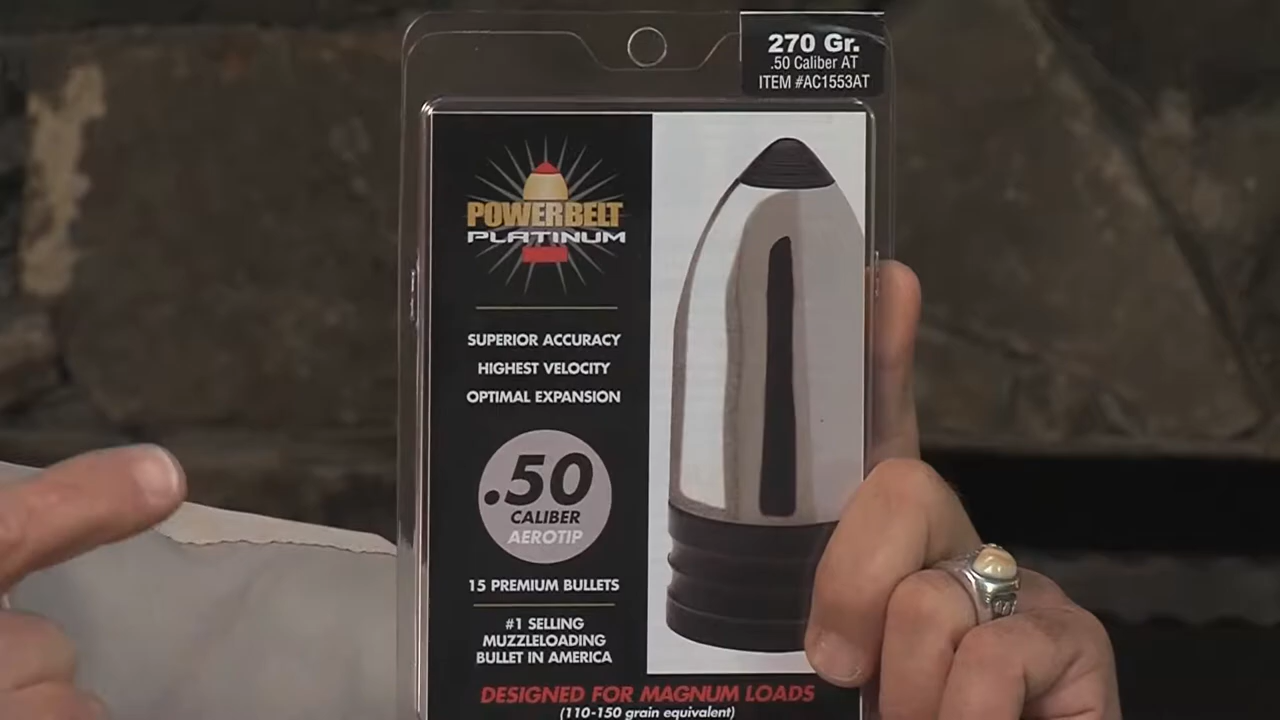 270 Gr.
.50 Caliber AT
ITEM #AC1553AT
POWERBELT
PLATINUM
SUPERIOR ACCURACY
HIGHEST VELOCITY
OPTIMAL EXPANSION
.50
CALIBER
AEROTIP
15 PREMIUM BULLETS
#1 SELLING
MUZZLELOADING
BULLET IN AMERICA
DESIGNED FOR MAGNUM LOADS
(110-150 grain equivalent)